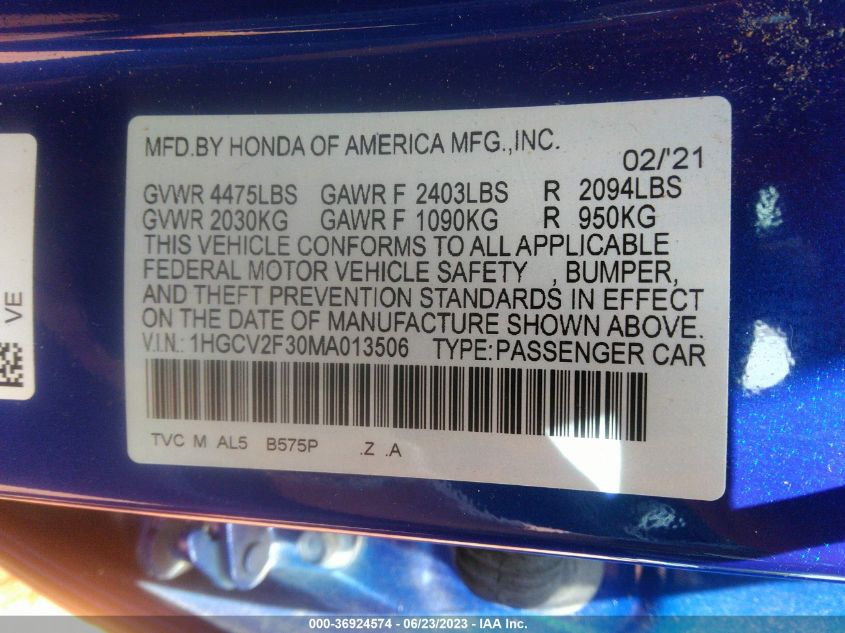 MFD.BY HONDA OF AMERICA MFG.,INC.
02/'21
GVWR 4475LBS GAWR F 2403LBS R 2094LBS
GVWR 2030KG GAWR F 1090KG R 950KG
THIS VEHICLE CONFORMS TO ALL APPLICABLE
FEDERAL MOTOR VEHICLE SAFETY , BUMPER,
AND THEFT PREVENTION STANDARDS IN EFFECT
ON THE DATE OF MANUFACTURE SHOWN ABOVE.
V.I.N.: 1HGCV2F30MA013506 TYPE: PASSENGER CAR
TVC M AL5 B575P .Z .A
VE
000-36924574 / 06/23/2023 - IAA Inc.